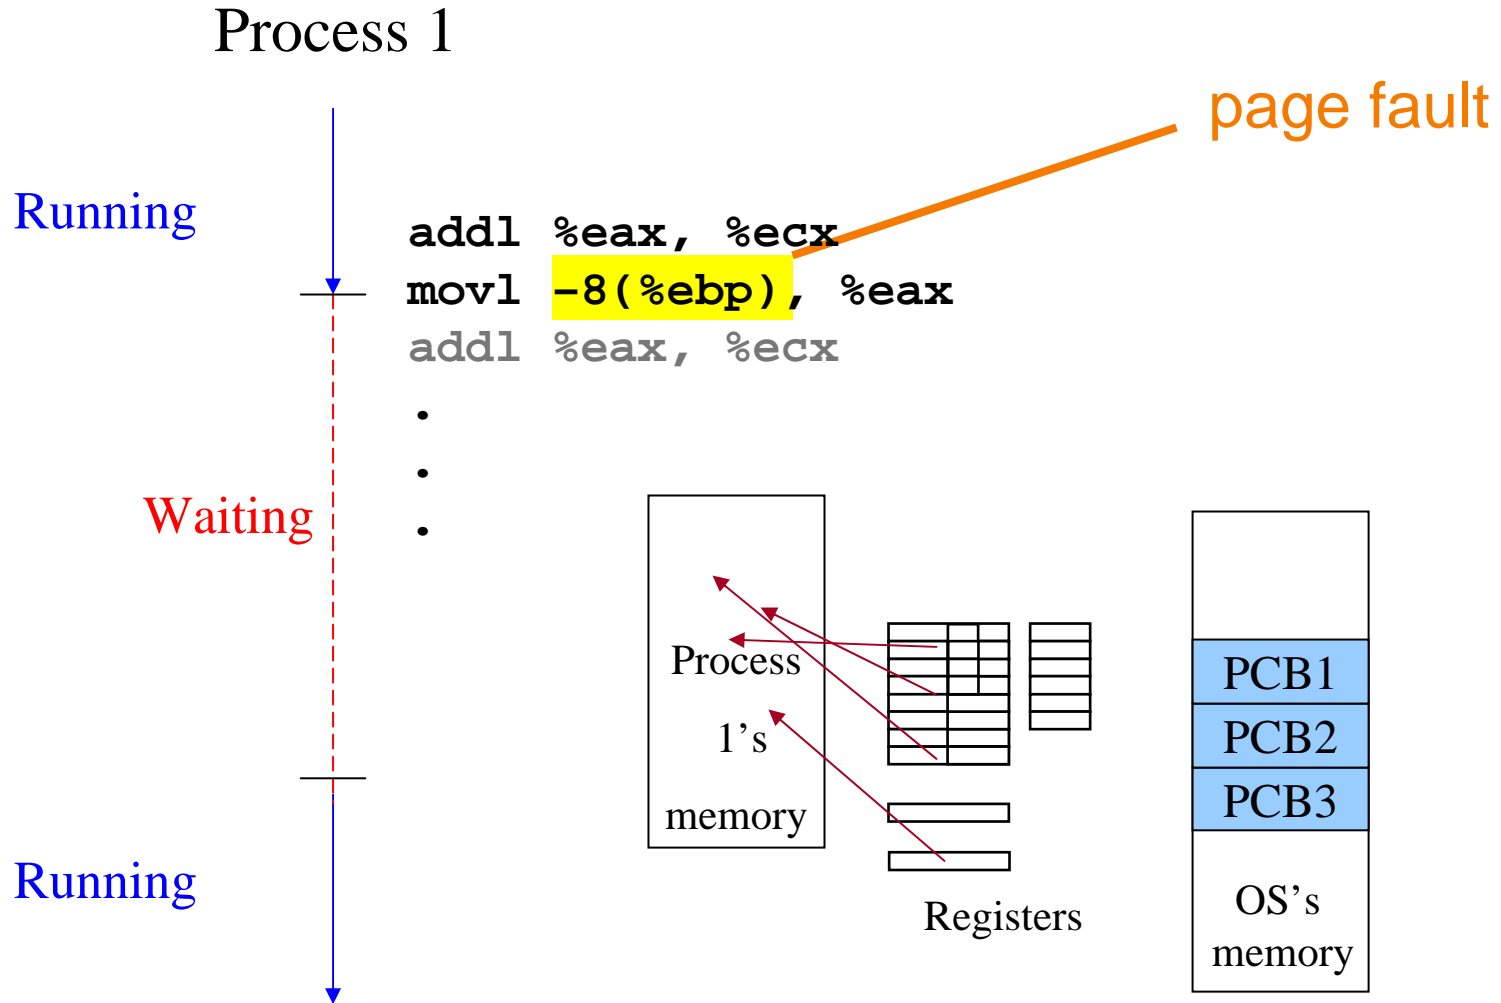 Process 1
page fault
Running
addl %eax, %ecx
movl -8(%ebp), %eax
addl %eax, %ecx
.
.
.
Waiting
Process
1’s
memory
PCB1
PCB2
PCB3
Running
Registers
OS’s
memory